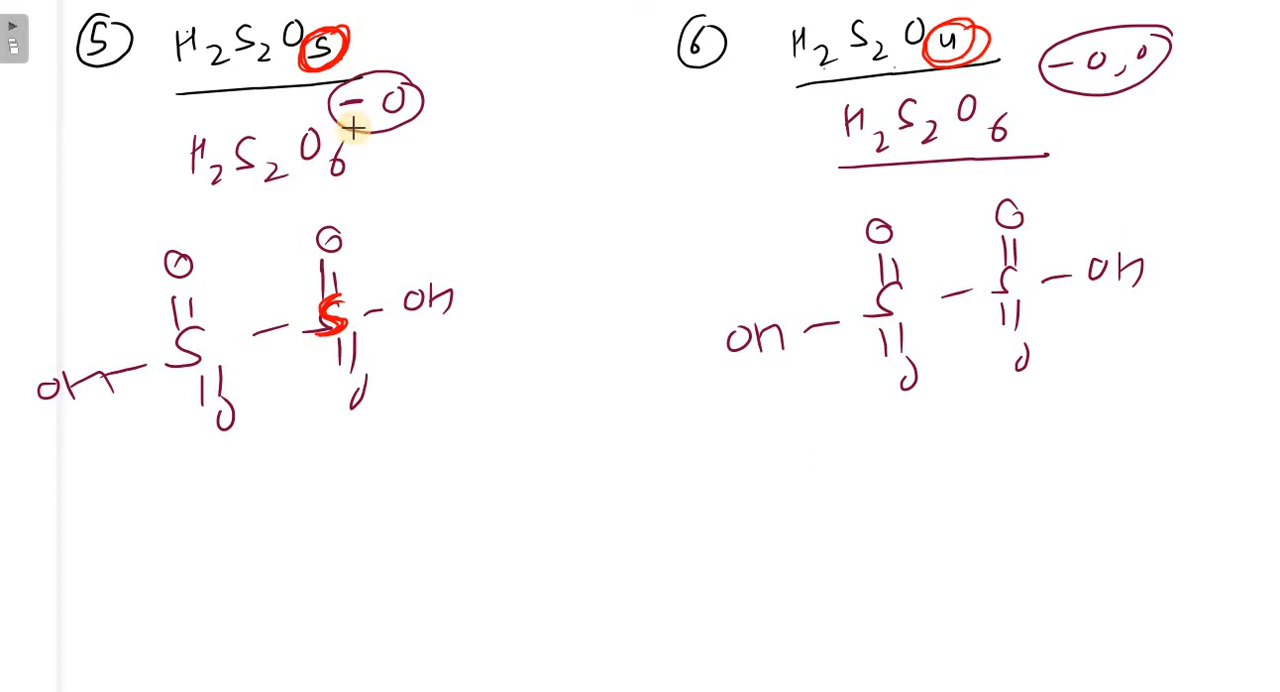 ⑤ H₂S₂O₅
- O
H₂S₂O₆
O O
S - S - OH
OH -
O O
⑥ H₂S₂O₄
- O, O
H₂S₂O₆
O O
OH - S - S - OH
O O